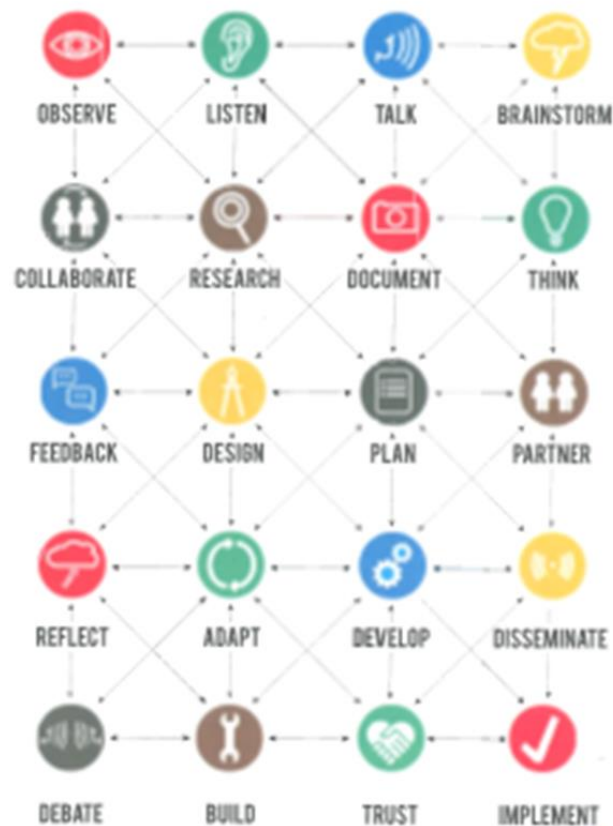 OBSERVE LISTEN TALK BRAINSTORM
COLLABORATE RESEARCH DOCUMENT THINK
FEEDBACK DESIGN PLAN PARTNER
REFLECT ADAPT DEVELOP DISSEMINATE
DEBATE BUILD TRUST IMPLEMENT